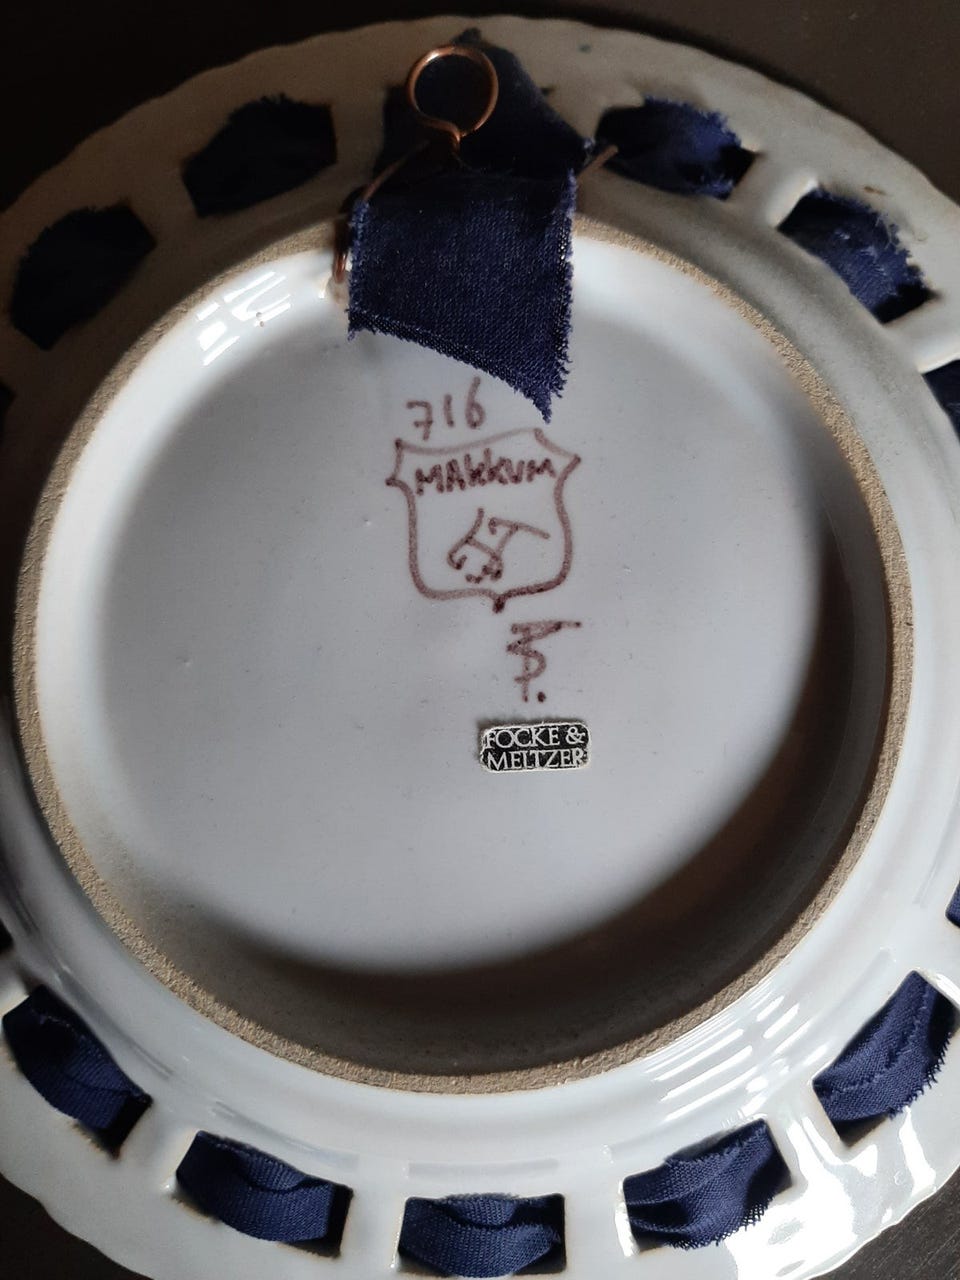 716
MAKKUM
FOCKE &
MELTZER